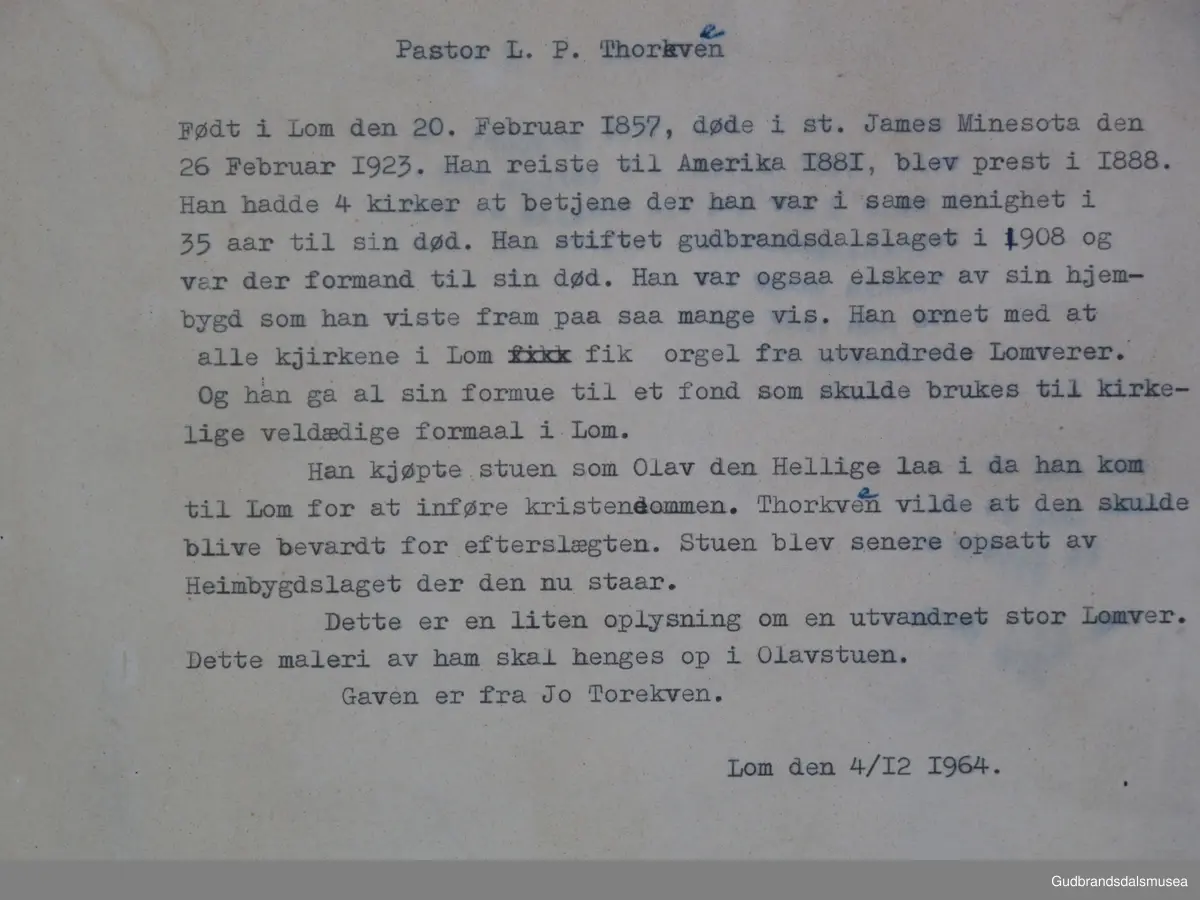 Pastor L. P. Thorkveen
Født i Lom den 20. Februar 1857, døde i st. James Minesota den
26 Februar 1923. Han reiste til Amerika 1881, blev prest i 1888.
Han hadde 4 kirker at betjene der han var i same menighet i
35 aar til sin død. Han stiftet gudbrandsdalslaget i 1908 og
var der formand til sin død. Han var ogsaa elsker av sin hjem-
bygd som han viste fram paa saa mange vis. Han ornet med at
alle kjirkene i Lom fikk fik orgel fra utvandrede Lomverer.
Og han ga al sin formue til et fond som skulde brukes til kirke-
lige veldædige formaal i Lom.
Han kjøpte stuen som Olav den Hellige laa i da han kom
til Lom for at inføre kristendommen. Thorkveen vilde at den skulde
blive bevardt for efterslægten. Stuen blev senere opsatt av
Heimbygdslaget der den nu staar.
Dette er en liten oplysning om en utvandret stor Lomver.
Dette maleri av ham skal henges op i Olavstuen.
Gaven er fra Jo Torekven.
Lom den 4/12 1964.
Gudbrandsdalsmusea